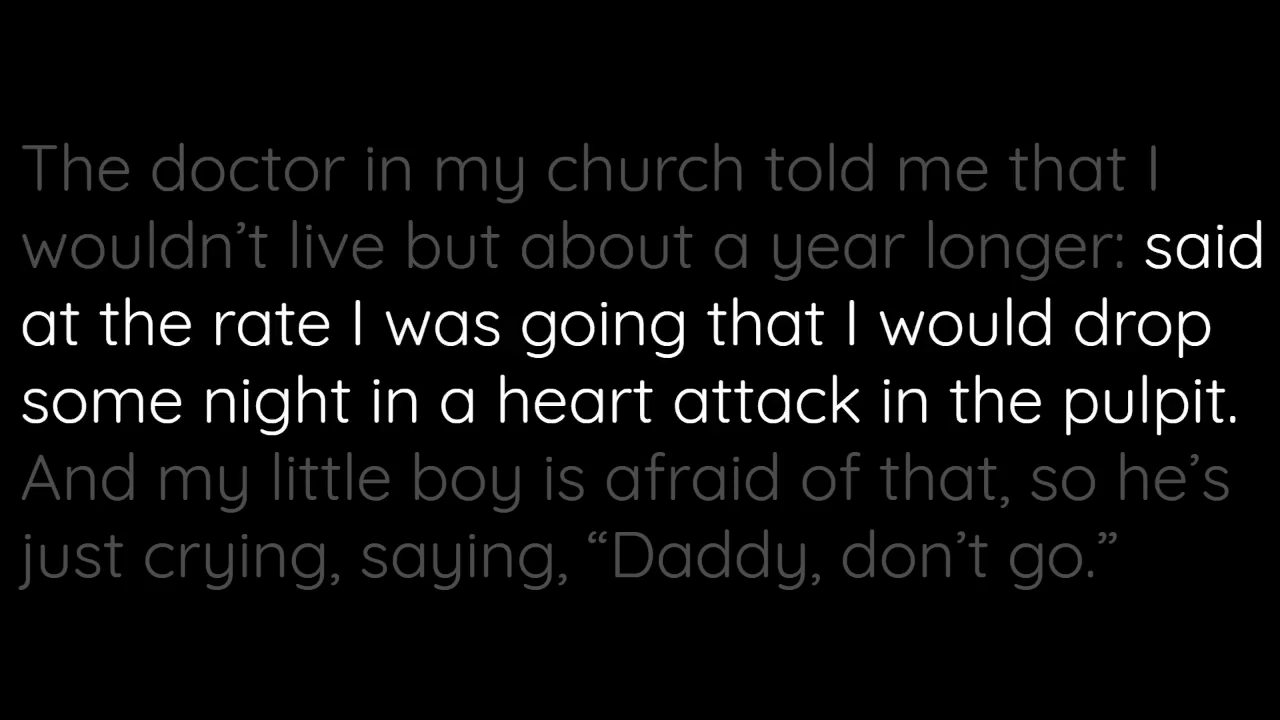 The doctor in my church told me that I
wouldn’t live but about a year longer: said
at the rate I was going that I would drop
some night in a heart attack in the pulpit.
And my little boy is afraid of that, so he’s
just crying, saying, “Daddy, don’t go.”